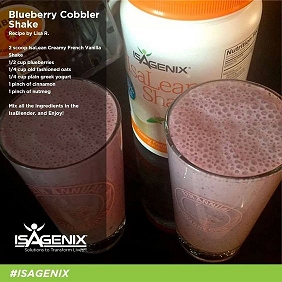 Blueberry Cobbler
Shake
Recipe by Lisa R.
2 scoop IsaLean Creamy French Vanilla
Shake
1/2 cup blueberries
1/4 cup old fashioned oats
1/4 cup plain greek yogurt
1 pinch of cinnamon
1 pinch of nutmeg
Mix all the ingredients in the
IsaBlender, and Enjoy!
Nutrition
ISAGENIX
IsaLean
Shake
ISAGENIX
Solutions to Transform Lives
#ISAGENIX